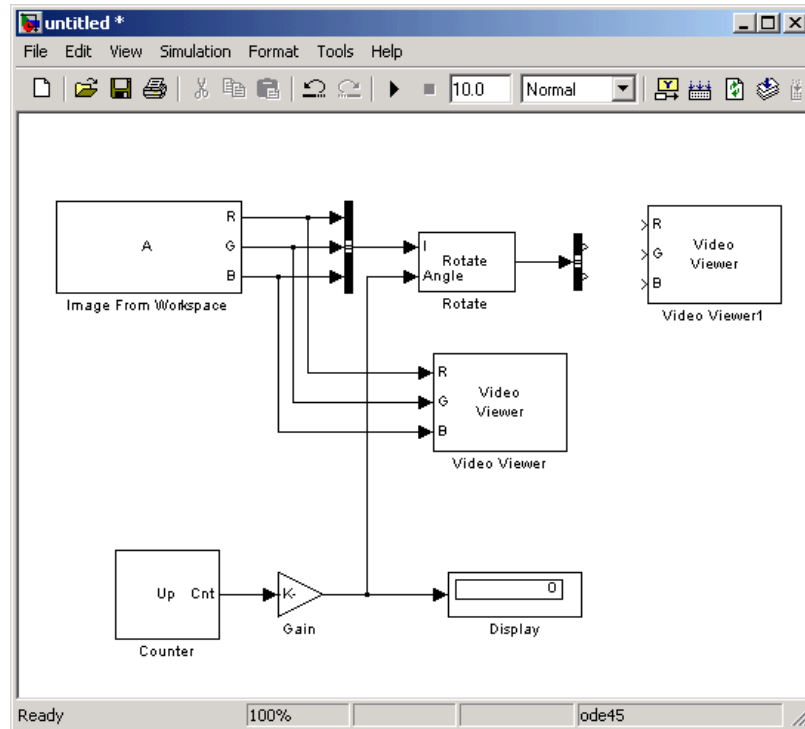 untitled *
File Edit View Simulation Format Tools Help
10.0 Normal
R
A
G
B
Image From Workspace
I
Rotate
Angle
Rotate
R
Video
Viewer
G
B
Video Viewer1
R
Video
Viewer
G
B
Video Viewer
Up Cnt
Counter
K-
Gain
0
Display
Ready 100% ode45